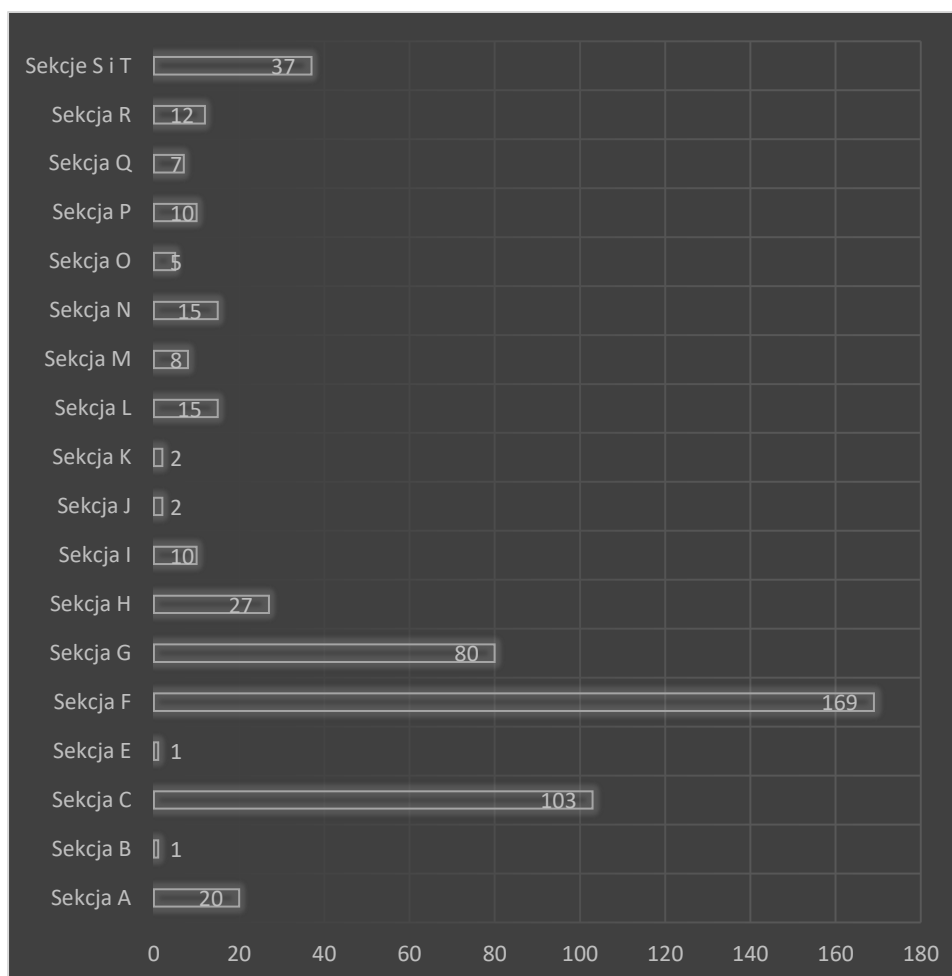 Sekcje S i T 37
Sekcja R 12
Sekcja Q 7
Sekcja P 10
Sekcja O 5
Sekcja N 15
Sekcja M 8
Sekcja L 15
Sekcja K 2
Sekcja J 2
Sekcja I 10
Sekcja H 27
Sekcja G 80
Sekcja F 169
Sekcja E 1
Sekcja C 103
Sekcja B 1
Sekcja A 20
0 20 40 60 80 100 120 140 160 180